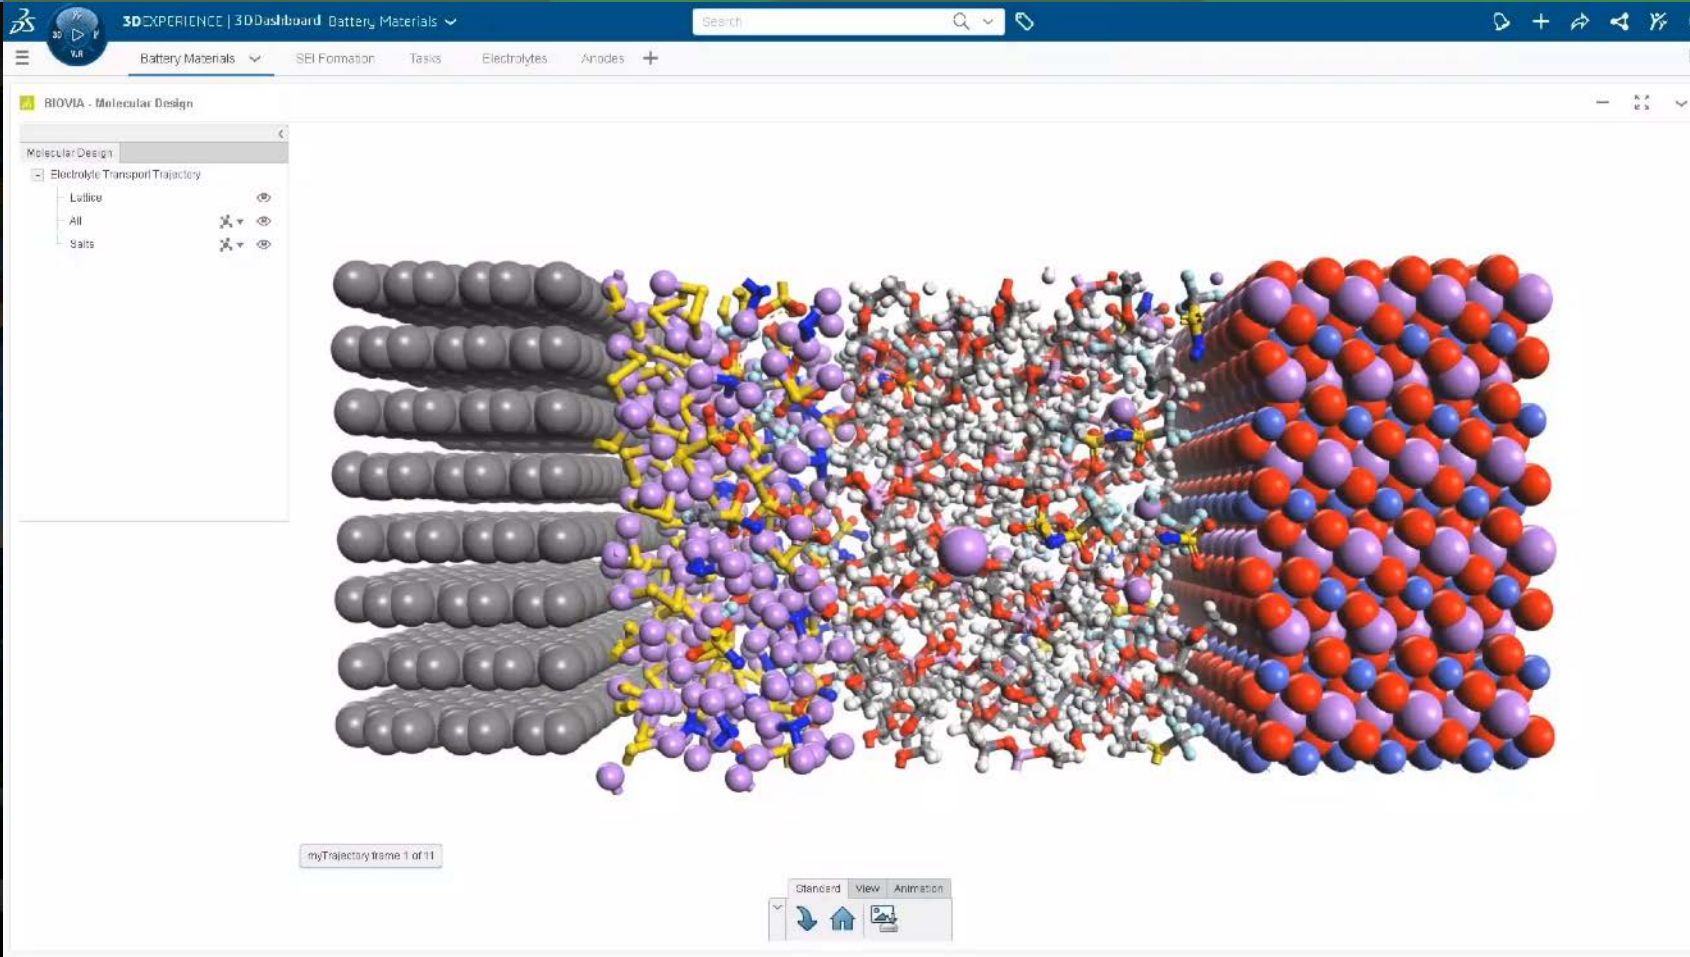 3DEXPERIENCE | 3DDashboard Battery Materials
Search
3D
V.R
Battery Materials
SEI Formation
Tasks
Electrolytes
Anodes
BIOVIA - Molecular Design
Molecular Design
Electrolyte Transport Trajectory
Lattice
All
Salts
myTrajectory frame 1 of 11
Standard
View
Animation